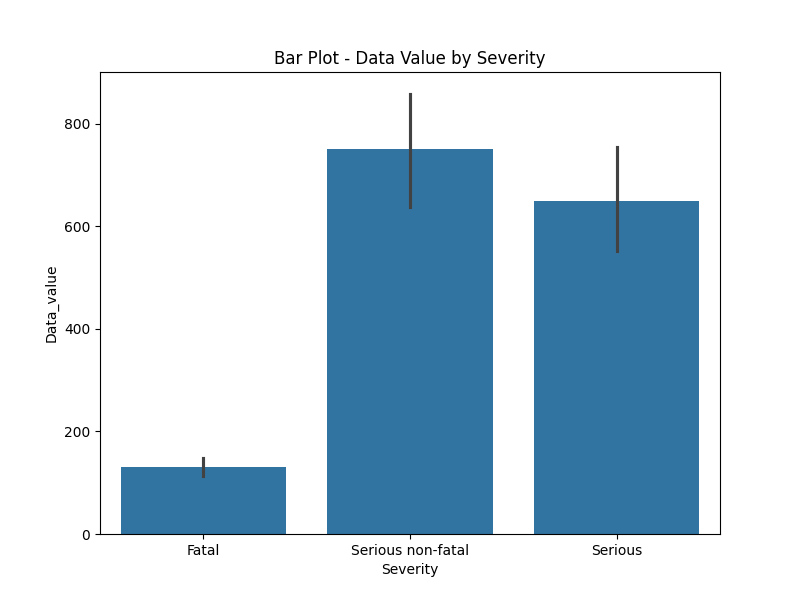 Bar Plot - Data Value by Severity
800
600
400
200
0
Data_value
Fatal
Serious non-fatal
Serious
Severity